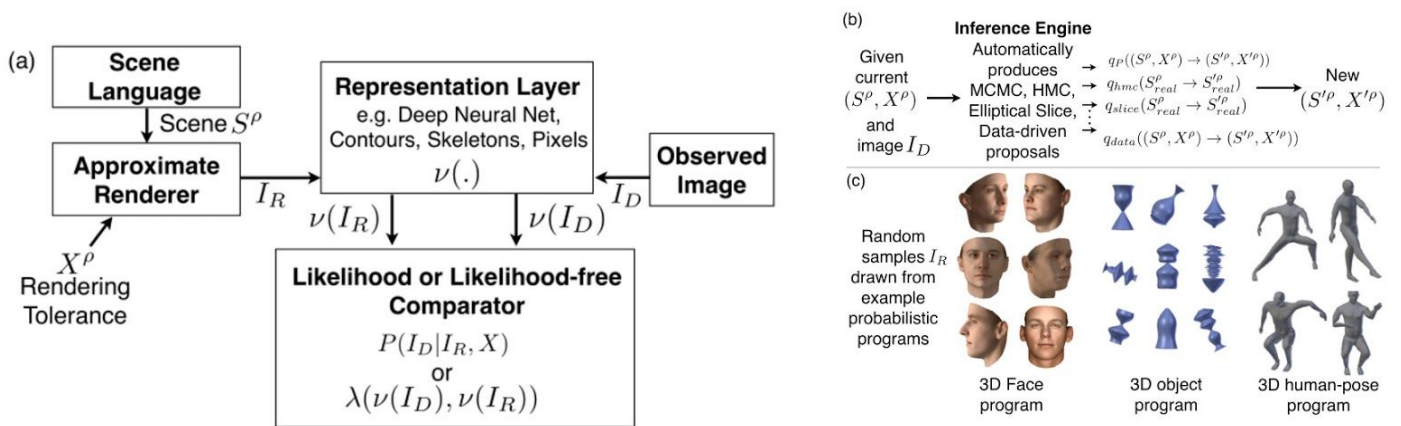 (a)
Scene
Language
Scene S^ρ
Approximate
Renderer
X^ρ
Rendering
Tolerance
I_R
Representation Layer
e.g. Deep Neural Net,
Contours, Skeletons, Pixels
ν(.)
Observed
Image
I_D
ν(I_R)
ν(I_D)
Likelihood or Likelihood-free
Comparator
P(I_D|I_R, X)
or
λ(ν(I_D), ν(I_R))
(b)
Given
current
(S^ρ, X^ρ)
and
image I_D
Inference Engine
Automatically
produces
MCMC, HMC,
Elliptical Slice,
Data-driven
proposals
q_P((S^ρ, X^ρ) → (S'^ρ, X'^ρ))
q_hmc(S^ρ_real → S'^ρ_real)
q_slice(S^ρ_real → S'^ρ_real)
q_data((S^ρ, X^ρ) → (S'^ρ, X'^ρ))
New
(S'^ρ, X'^ρ)
(c)
Random
samples I_R
drawn from
example
probabilistic
programs
3D Face
program
3D object
program
3D human-pose
program